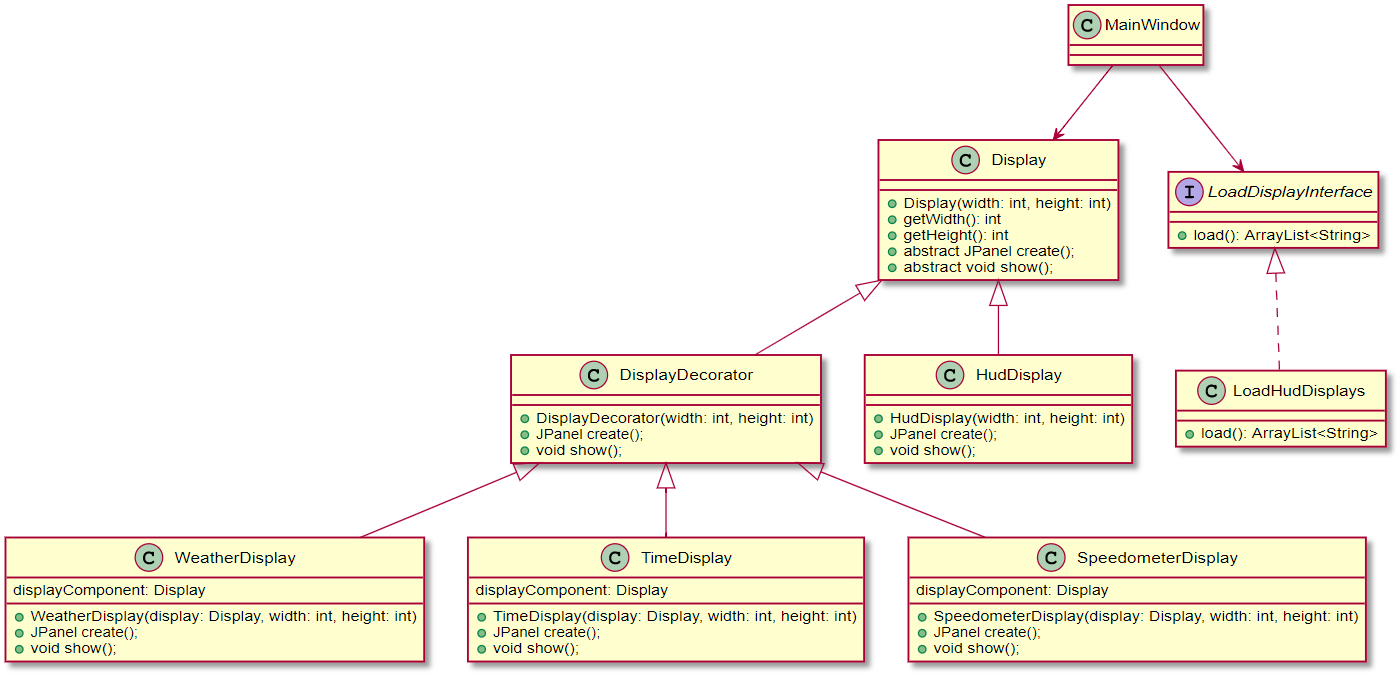 C MainWindow
C Display
Display(width: int, height: int)
getWidth(): int
getHeight(): int
abstract JPanel create();
abstract void show();
I LoadDisplayInterface
load(): ArrayList<String>
C DisplayDecorator
DisplayDecorator(width: int, height: int)
JPanel create();
void show();
C HudDisplay
HudDisplay(width: int, height: int)
JPanel create();
void show();
C LoadHudDisplays
load(): ArrayList<String>
C WeatherDisplay
displayComponent: Display
WeatherDisplay(display: Display, width: int, height: int)
JPanel create();
void show();
C TimeDisplay
displayComponent: Display
TimeDisplay(display: Display, width: int, height: int)
JPanel create();
void show();
C SpeedometerDisplay
displayComponent: Display
SpeedometerDisplay(display: Display, width: int, height: int)
JPanel create();
void show();